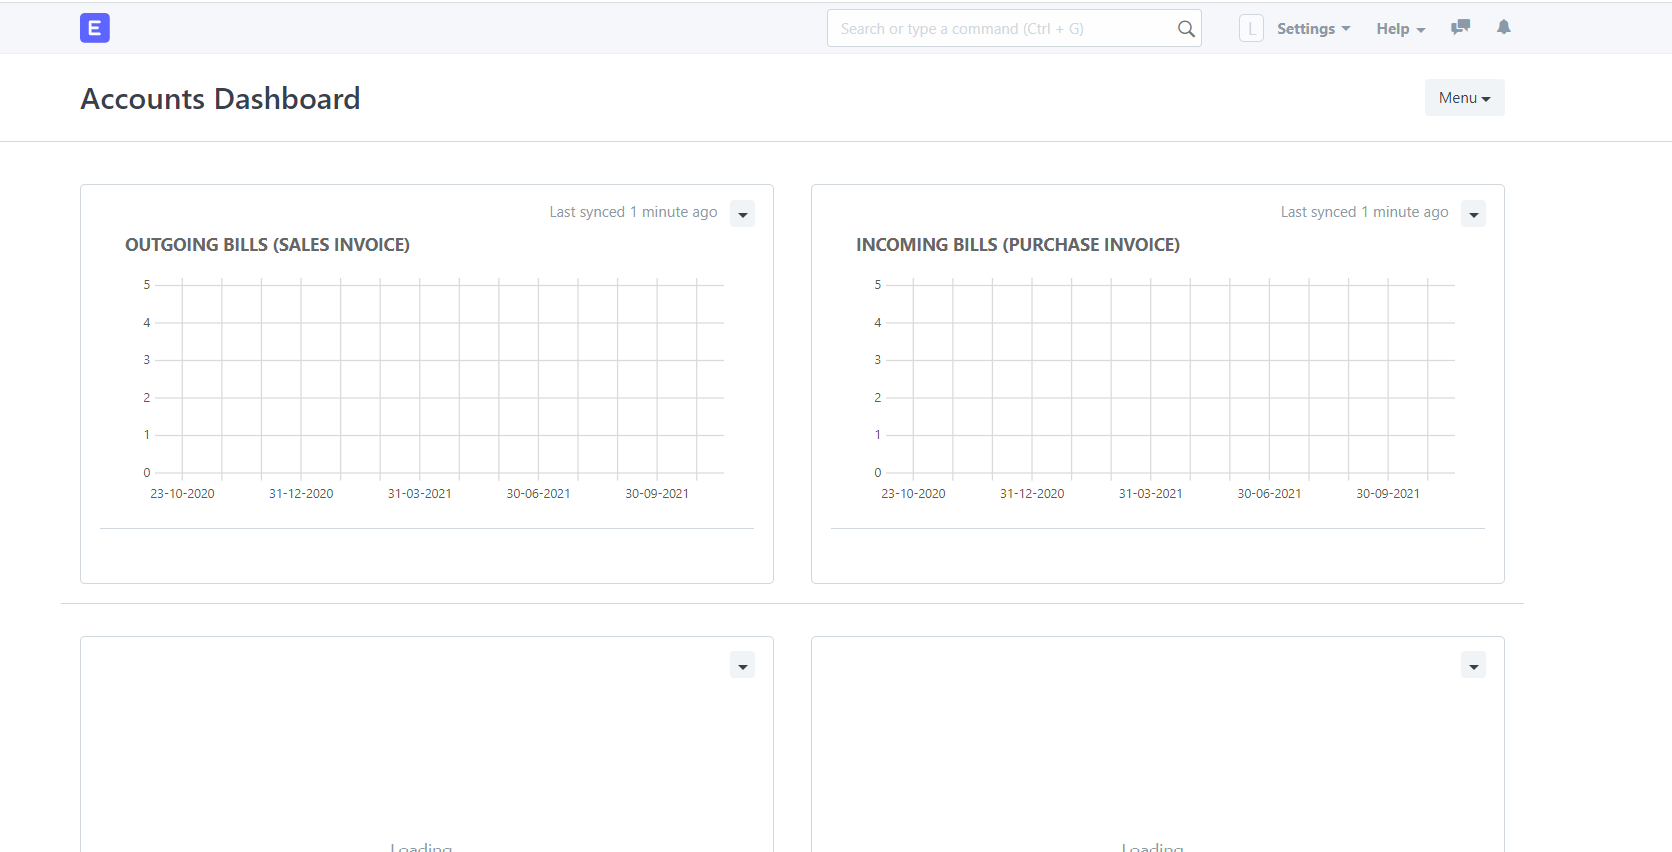 E
Search or type a command (Ctrl + G)
L Settings Help
Accounts Dashboard
Menu
Last synced 1 minute ago
OUTGOING BILLS (SALES INVOICE)
5
4
3
2
1
0
23-10-2020 31-12-2020 31-03-2021 30-06-2021 30-09-2021
Last synced 1 minute ago
INCOMING BILLS (PURCHASE INVOICE)
5
4
3
2
1
0
23-10-2020 31-12-2020 31-03-2021 30-06-2021 30-09-2021
Loading
Loading